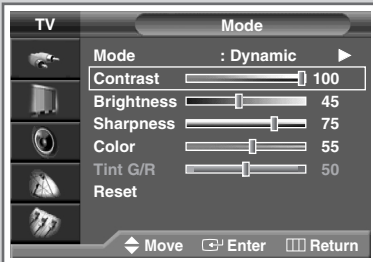 TV Mode
Mode : Dynamic
Contrast 100
Brightness 45
Sharpness 75
Color 55
Tint G/R 50
Reset
Move Enter Return